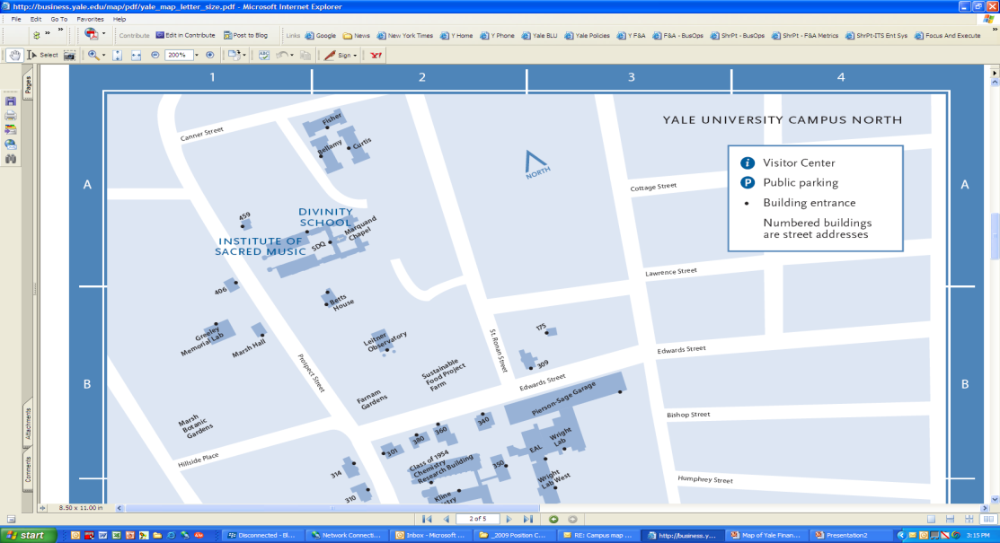 http://business.yale.edu/map/pdf/yale_map_letter_size.pdf - Microsoft Internet Explorer
File Edit Go To Favorites Help
Contribute Edit in Contribute Post to Blog Links Google News New York Times Y Home Y Phone Yale BLU Yale Policies Y F&A F&A - BusOps ShrPt - BusOps ShrPt - F&A Metrics ShrPt-ITS Ent Sys Focus And Execute
Select 200% Sign Y!
Pages
Attachments
Comments
1 2 3 4
A
B
A
B
YALE UNIVERSITY CAMPUS NORTH
i Visitor Center
P Public parking
Building entrance
Numbered buildings
are street addresses
NORTH
Canner Street
Fisher
Bellamy
Curtis
Cottage Street
459
DIVINITY
SCHOOL
Marquand
Chapel
SDQ
INSTITUTE OF
SACRED MUSIC
Lawrence Street
406
Betts
House
Greeley
Memorial Lab
Marsh Hall
Leitner
Observatory
175
St. Ronan Street
309
Edwards Street
Prospect Street
Sustainable
Food Project
Farm
Edwards Street
Farnam
Gardens
Pierson-Sage Garage
Marsh
Botanic
Gardens
Bishop Street
340
360
380
301
Wright
Lab
EAL
Hillside Place
Class of 1954
Chemistry
Research Building
350
314
Wright
Lab West
Humphrey Street
310
Kline
8.50 x 11.00 in
2 of 5
start
Disconnected - Bl...
Network Connecti...
Inbox - Microsoft ...
_2009 Position C...
RE: Campus map ...
http://business.y...
Map of Yale Finan...
Presentation2
3:15 PM